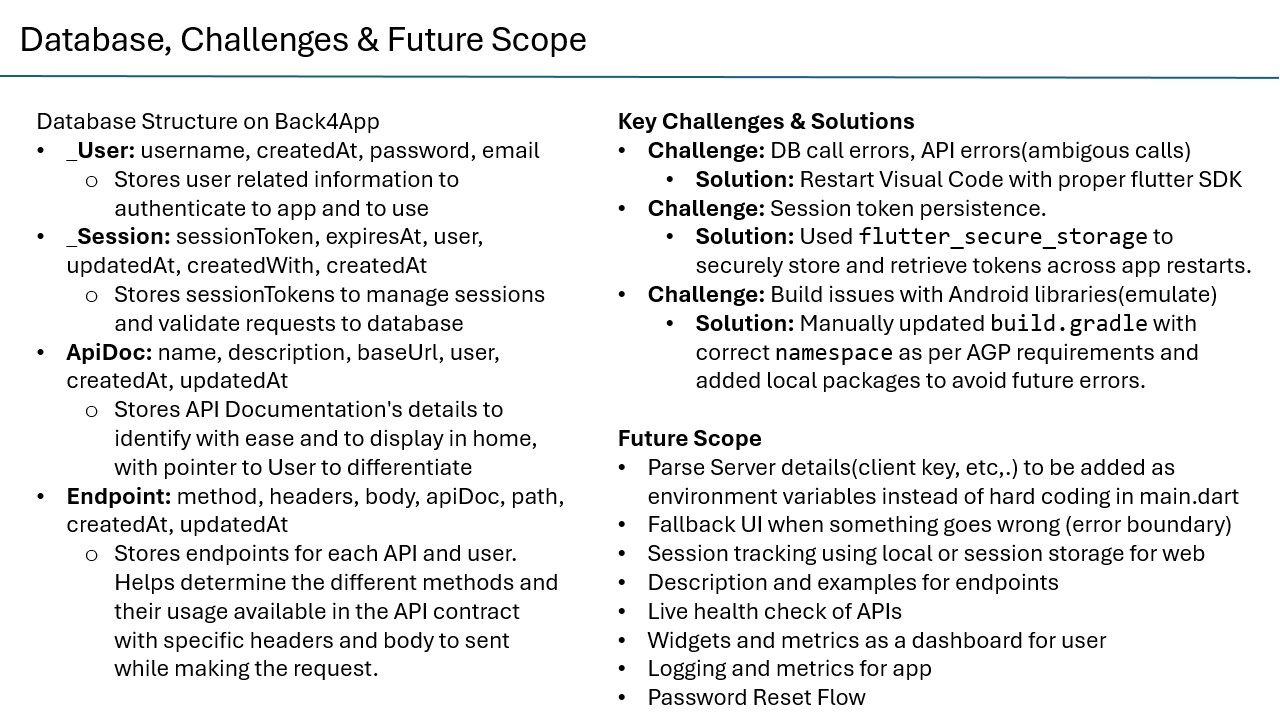 Database, Challenges & Future Scope
Database Structure on Back4App
• _User: username, createdAt, password, email
o Stores user related information to
authenticate to app and to use
• _Session: sessionToken, expiresAt, user,
updatedAt, createdWith, createdAt
o Stores sessionTokens to manage sessions
and validate requests to database
• ApiDoc: name, description, baseUrl, user,
createdAt, updatedAt
o Stores API Documentation's details to
identify with ease and to display in home,
with pointer to User to differentiate
• Endpoint: method, headers, body, apiDoc, path,
createdAt, updatedAt
o Stores endpoints for each API and user.
Helps determine the different methods and
their usage available in the API contract
with specific headers and body to sent
while making the request.
Key Challenges & Solutions
• Challenge: DB call errors, API errors(ambigous calls)
• Solution: Restart Visual Code with proper flutter SDK
• Challenge: Session token persistence.
• Solution: Used flutter_secure_storage to
securely store and retrieve tokens across app restarts.
• Challenge: Build issues with Android libraries(emulate)
• Solution: Manually updated build.gradle with
correct namespace as per AGP requirements and
added local packages to avoid future errors.
Future Scope
• Parse Server details(client key, etc,.) to be added as
environment variables instead of hard coding in main.dart
• Fallback UI when something goes wrong (error boundary)
• Session tracking using local or session storage for web
• Description and examples for endpoints
• Live health check of APIs
• Widgets and metrics as a dashboard for user
• Logging and metrics for app
• Password Reset Flow